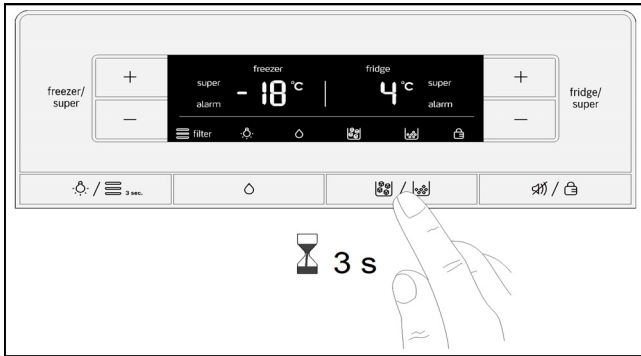 freezer/
super
+
—
freezer
super
alarm
- 18 °C
fridge
4 °C
super
alarm
filter
+
—
fridge/
super
/ 3 sec.
/
/
3 s